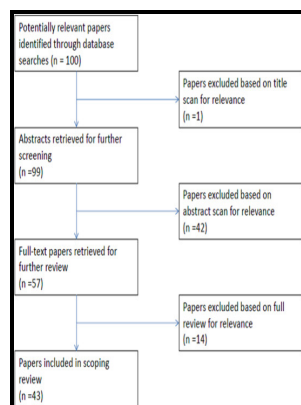 Potentially relevant papers
identified through database
searches (n = 100)
Papers excluded based on title
scan for relevance
(n =1)
Abstracts retrieved for further
screening
(n =99)
Papers excluded based on
abstract scan for relevance
(n =42)
Full-text papers retrieved for
further review
(n =57)
Papers excluded based on full
review for relevance
(n =14)
Papers included in scoping
review
(n =43)